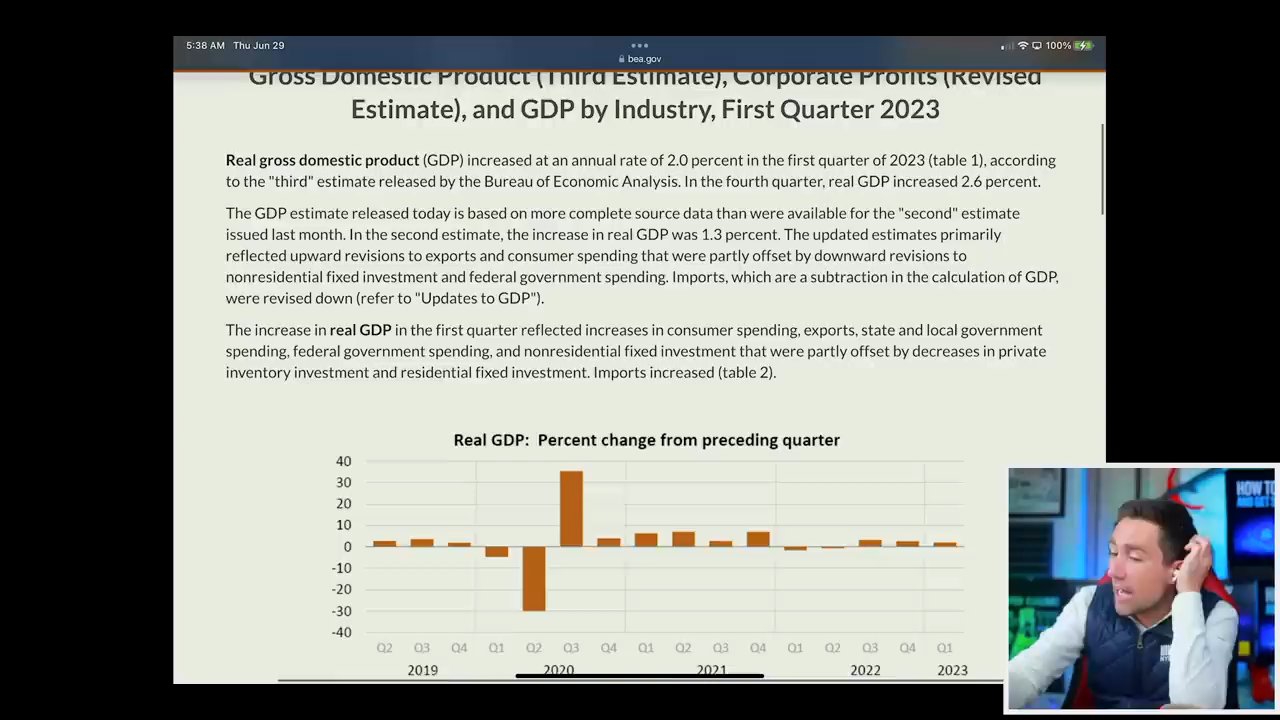 5:38 AM Thu Jun 29
100%
bea.gov
Gross Domestic Product (Third Estimate), Corporate Profits (Revised
Estimate), and GDP by Industry, First Quarter 2023
Real gross domestic product (GDP) increased at an annual rate of 2.0 percent in the first quarter of 2023 (table 1), according
to the "third" estimate released by the Bureau of Economic Analysis. In the fourth quarter, real GDP increased 2.6 percent.
The GDP estimate released today is based on more complete source data than were available for the "second" estimate
issued last month. In the second estimate, the increase in real GDP was 1.3 percent. The updated estimates primarily
reflected upward revisions to exports and consumer spending that were partly offset by downward revisions to
nonresidential fixed investment and federal government spending. Imports, which are a subtraction in the calculation of GDP,
were revised down (refer to "Updates to GDP").
The increase in real GDP in the first quarter reflected increases in consumer spending, exports, state and local government
spending, federal government spending, and nonresidential fixed investment that were partly offset by decreases in private
inventory investment and residential fixed investment. Imports increased (table 2).
Real GDP: Percent change from preceding quarter
40
30
20
10
0
-10
-20
-30
-40
Q2 Q3 Q4 Q1 Q2 Q3 Q4 Q1 Q2 Q3 Q4 Q1 Q2 Q3 Q4 Q1
2019 2020 2021 2022 2023
HOW TO
AND GET